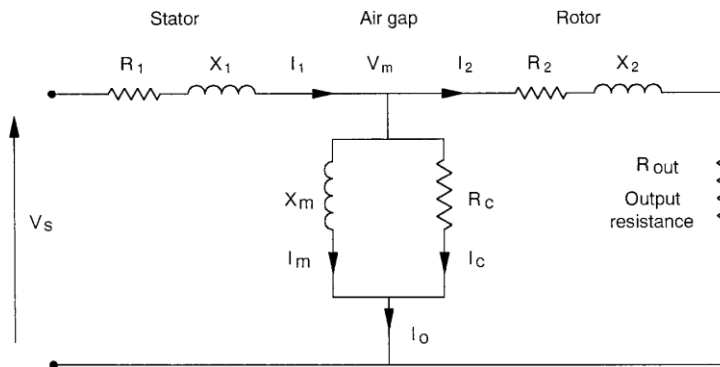 Stator Air gap Rotor
R1 X1 I1 Vm I2 R2 X2
Rout
Xm Rc Output
Vs resistance
Im Ic
Io